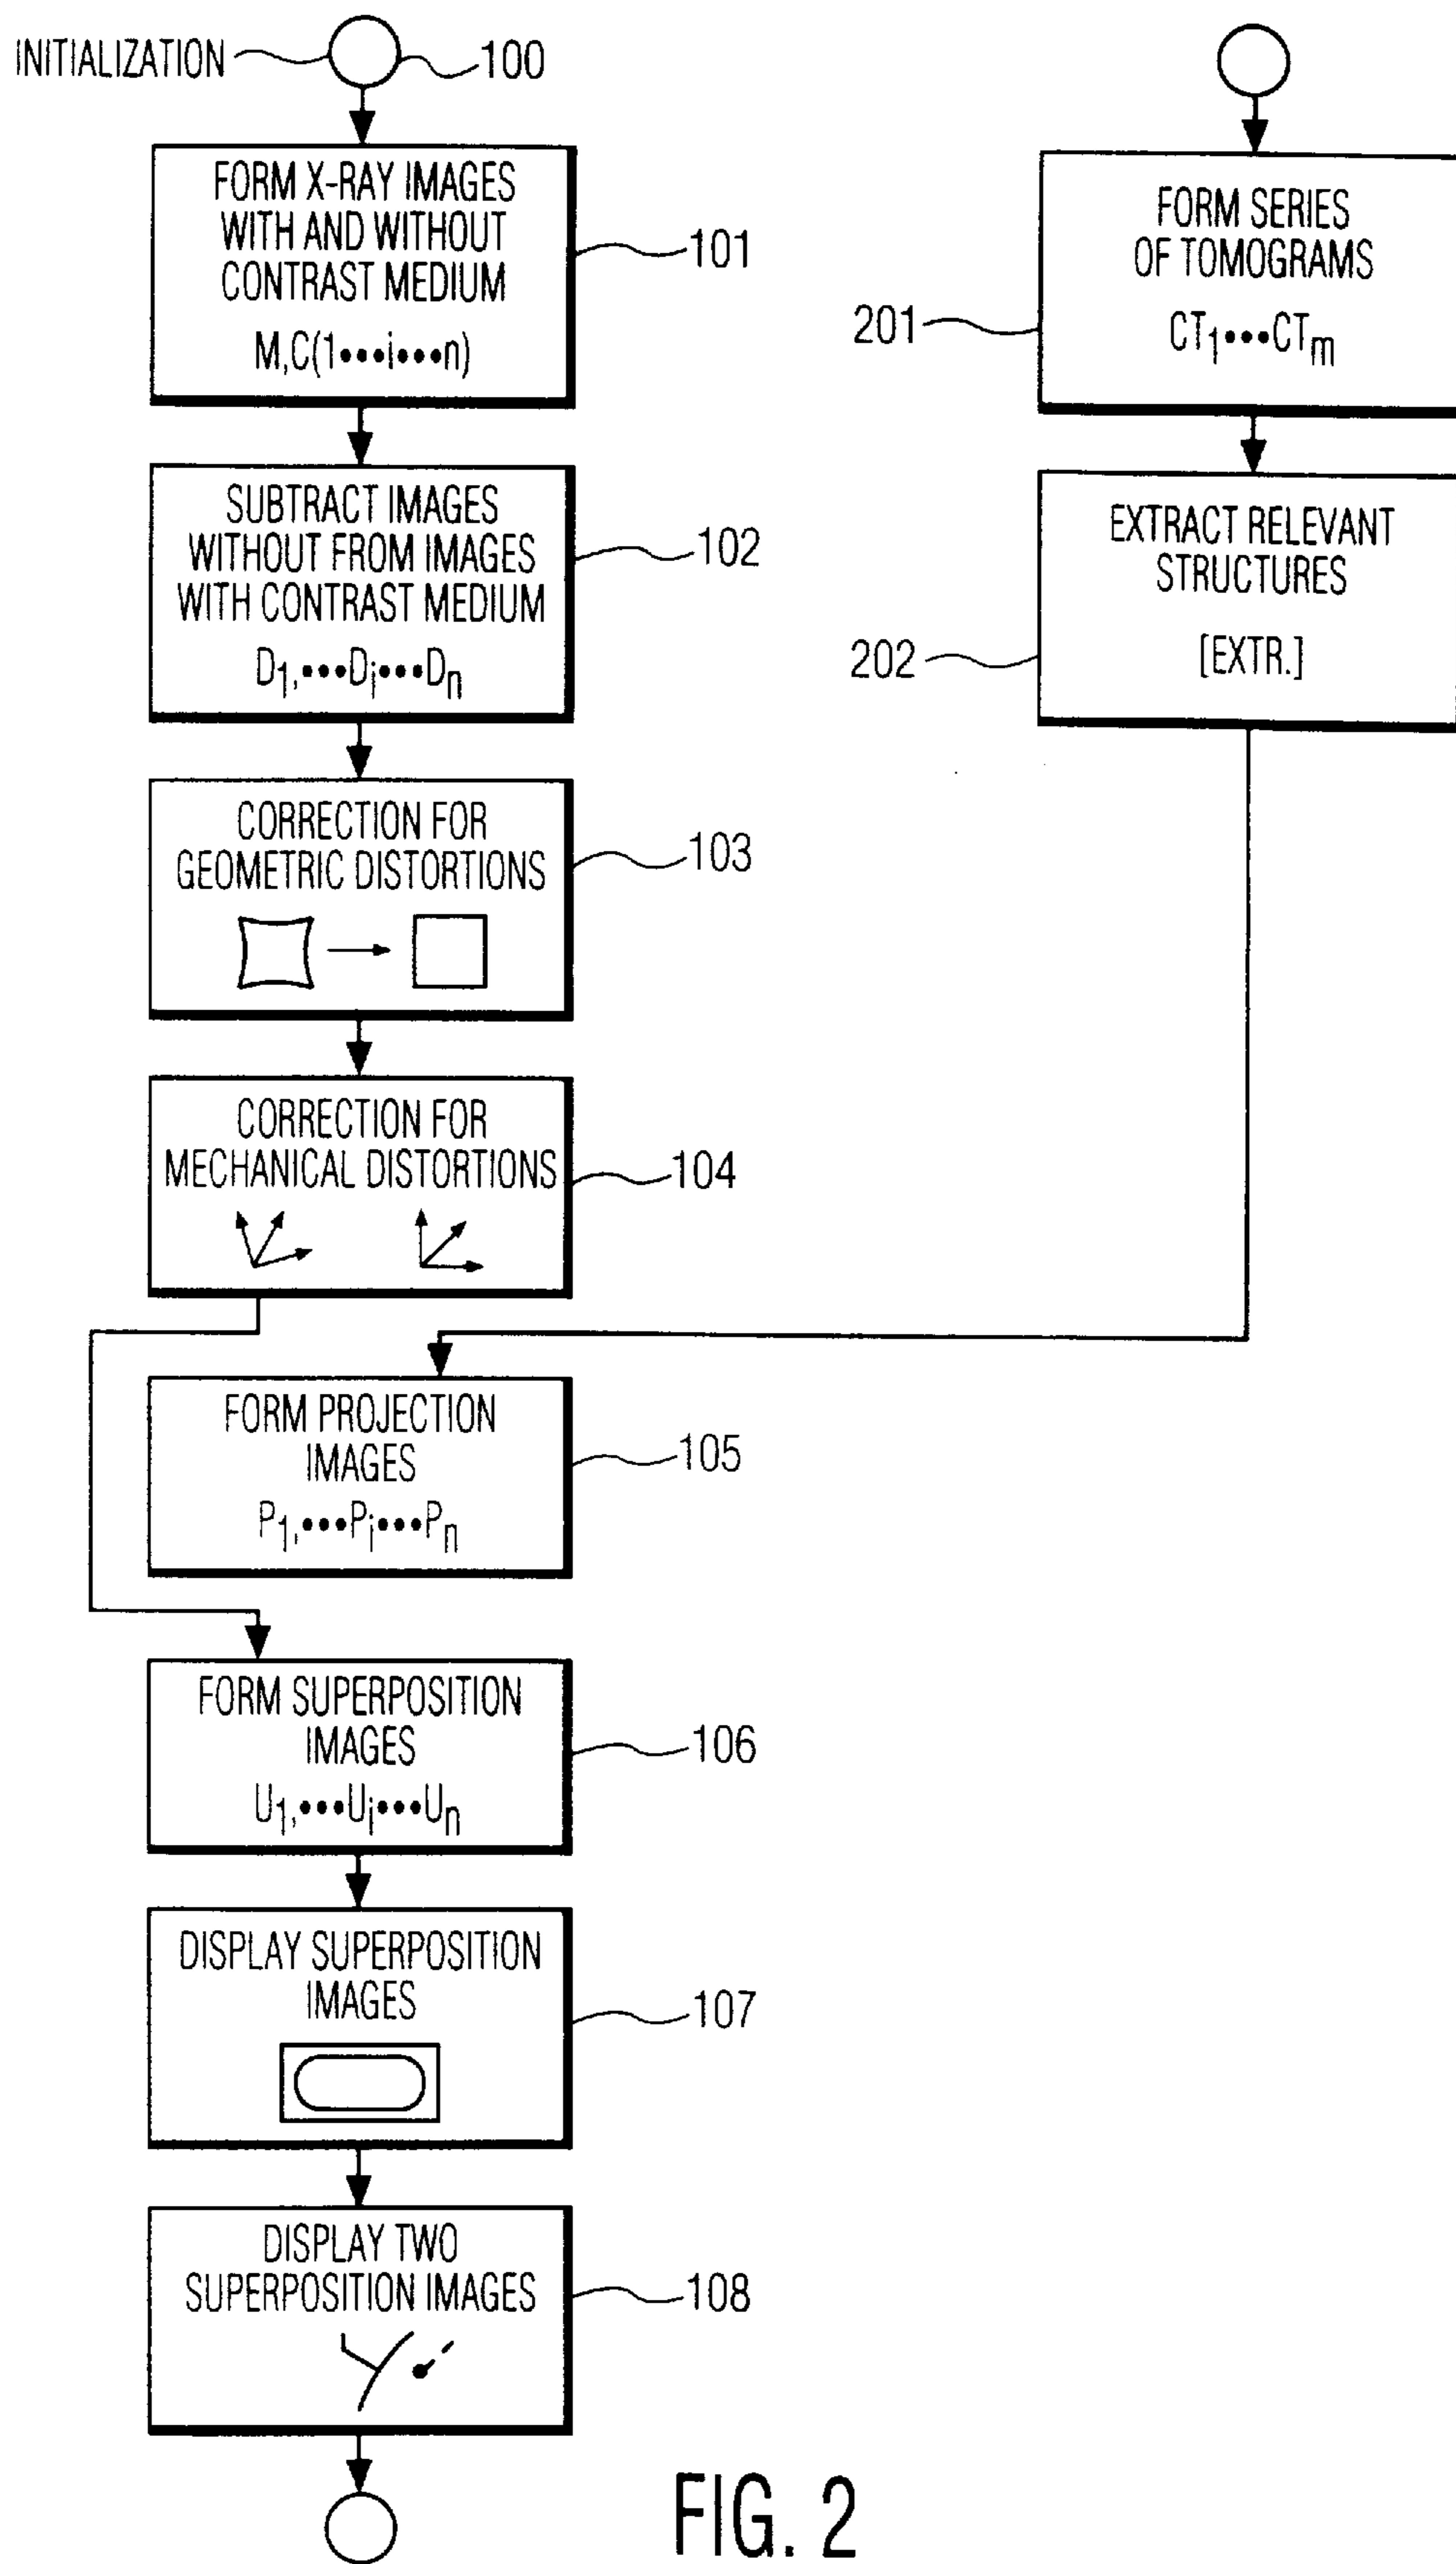 INITIALIZATION
100
FORM X-RAY IMAGES
WITH AND WITHOUT
CONTRAST MEDIUM
M,C(1•••i•••n)
101
SUBTRACT IMAGES
WITHOUT FROM IMAGES
WITH CONTRAST MEDIUM
D1,•••Di•••Dn
102
CORRECTION FOR
GEOMETRIC DISTORTIONS
103
CORRECTION FOR
MECHANICAL DISTORTIONS
104
FORM SERIES
OF TOMOGRAMS
CT1•••CTm
201
EXTRACT RELEVANT
STRUCTURES
[EXTR.]
202
FORM PROJECTION
IMAGES
P1,•••Pi•••Pn
105
FORM SUPERPOSITION
IMAGES
U1,•••Ui•••Un
106
DISPLAY SUPERPOSITION
IMAGES
107
DISPLAY TWO
SUPERPOSITION IMAGES
108
FIG. 2